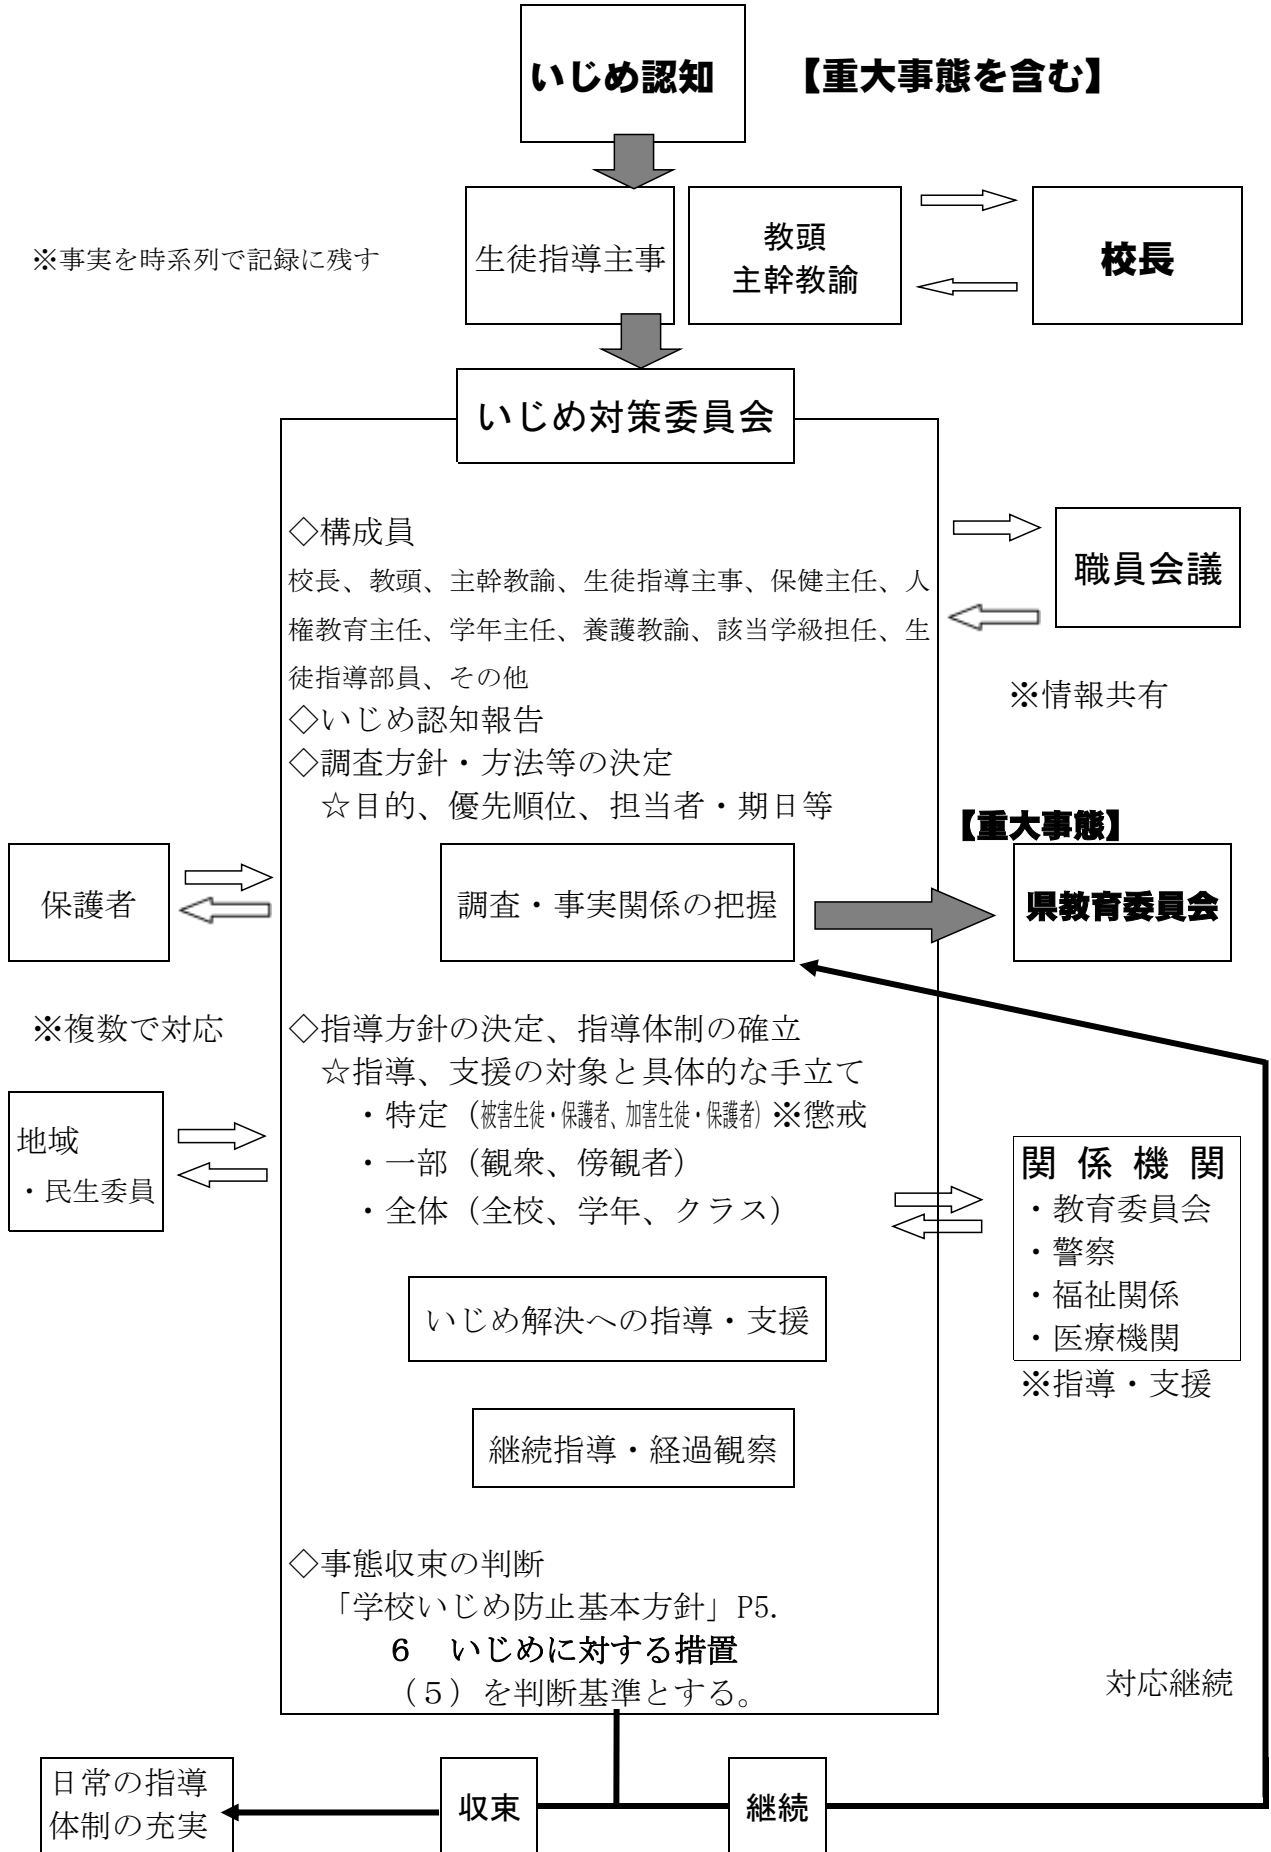 いじめ認知
【重大事態を含む】
※事実を時系列で記録に残す
生徒指導主事
教頭
主幹教諭
校長
いじめ対策委員会
◇構成員
校長、教頭、主幹教諭、生徒指導主事、保健主任、人
権教育主任、学年主任、養護教諭、該当学級担任、生
徒指導部員、その他
職員会議
※情報共有
◇いじめ認知報告
◇調査方針・方法等の決定
☆目的、優先順位、担当者・期日等
【重大事態】
保護者
調査・事実関係の把握
県教育委員会
※複数で対応
◇指導方針の決定、指導体制の確立
☆指導、支援の対象と具体的な手立て
・特定（被害生徒・保護者、加害生徒・保護者）※懲戒
・一部（観衆、傍観者）
・全体（全校、学年、クラス）
地域
・民生委員
関係機関
・教育委員会
・警察
・福祉関係
・医療機関
※指導・支援
いじめ解決への指導・支援
継続指導・経過観察
◇事態収束の判断
「学校いじめ防止基本方針」P5.
６　いじめに対する措置
（５）を判断基準とする。
対応継続
日常の指導
体制の充実
収束
継続